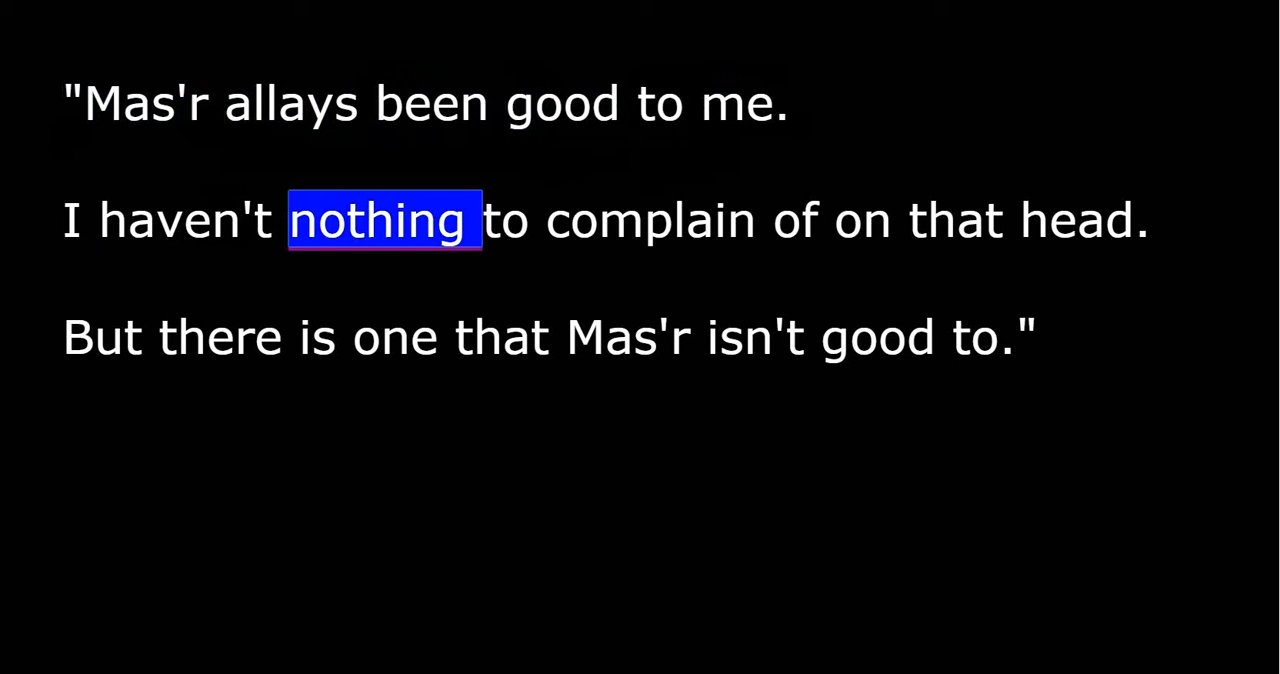 "Mas'r allays been good to me.
I haven't nothing to complain of on that head.
But there is one that Mas'r isn't good to."